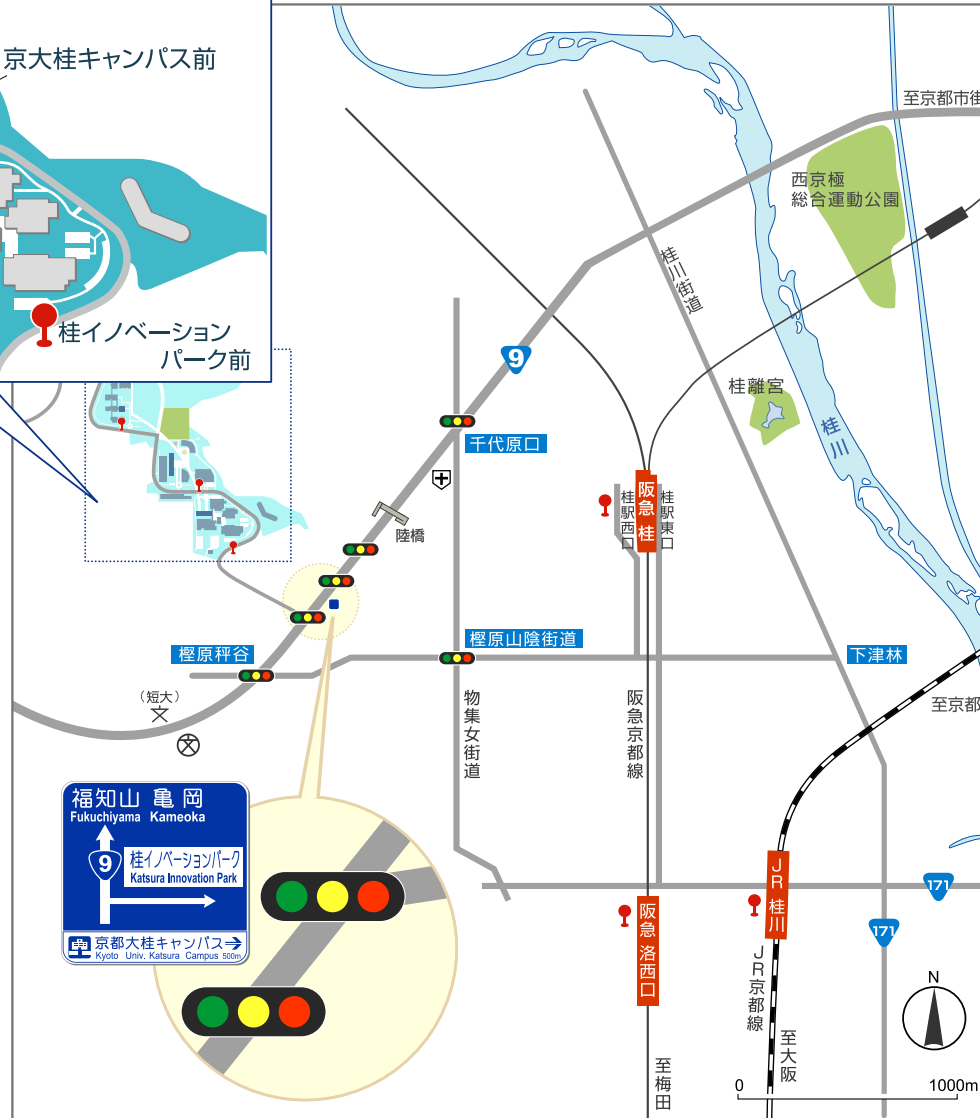 京大桂キャンパス前
桂イノベーション
パーク前
至京都市街
西京極
総合運動公園
桂川街道
9
桂離宮
桂川
千代原口
陸橋
桂駅西口
阪急 桂
桂駅東口
樫原秤谷
樫原山陰街道
下津林
(短大)
文
物集女街道
阪急京都線
至京都
福知山 亀岡
Fukuchiyama Kameoka
9
桂イノベーションパーク
Katsura Innovation Park
京都大桂キャンパス→
Kyoto Univ. Katsura Campus 500m
阪急 洛西口
JR 桂川
171
171
JR京都線
至大阪
至梅田
N
0
1000m